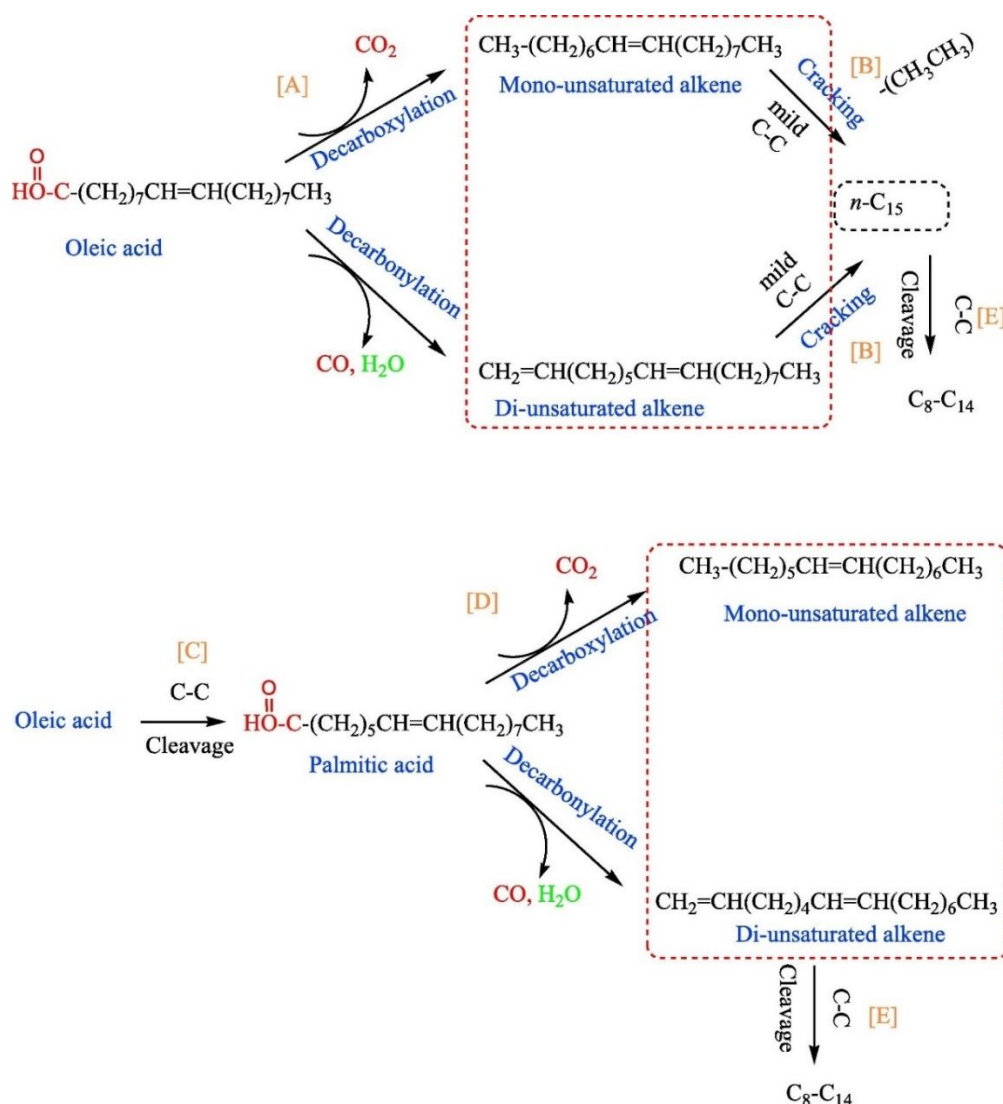 CO₂
CH₃-(CH₂)₆CH=CH(CH₂)₇CH₃
[A]
Decarboxylation
Mono-unsaturated alkene
Cracking
mild
C-C
[B]
-(CH₃CH₃)
O
HO-C-(CH₂)₇CH=CH(CH₂)₇CH₃
Oleic acid
n-C₁₅
Decarbonylation
CO, H₂O
mild
C-C
Cracking
[B]
C-C
Cleavage
[E]
CH₂=CH(CH₂)₅CH=CH(CH₂)₇CH₃
Di-unsaturated alkene
C₈-C₁₄
CO₂
CH₃-(CH₂)₅CH=CH(CH₂)₆CH₃
[D]
Decarboxylation
Mono-unsaturated alkene
[C]
C-C
Oleic acid
Cleavage
O
HO-C-(CH₂)₅CH=CH(CH₂)₇CH₃
Palmitic acid
Decarbonylation
CO, H₂O
CH₂=CH(CH₂)₄CH=CH(CH₂)₆CH₃
Di-unsaturated alkene
C-C
Cleavage
[E]
C₈-C₁₄